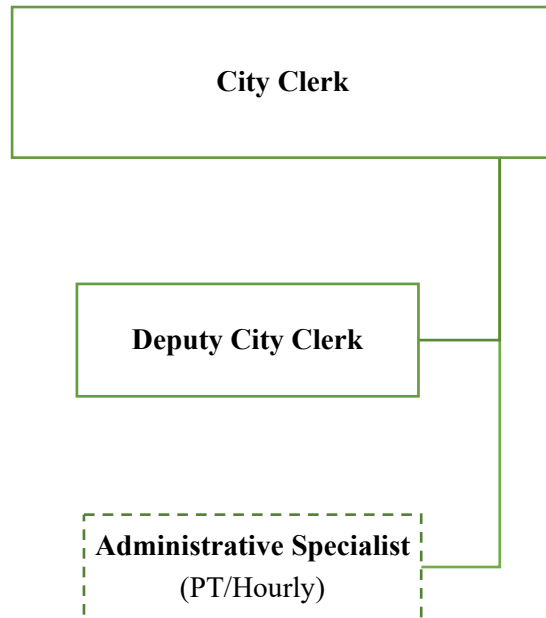 City Clerk
Deputy City Clerk
Administrative Specialist
(PT/Hourly)